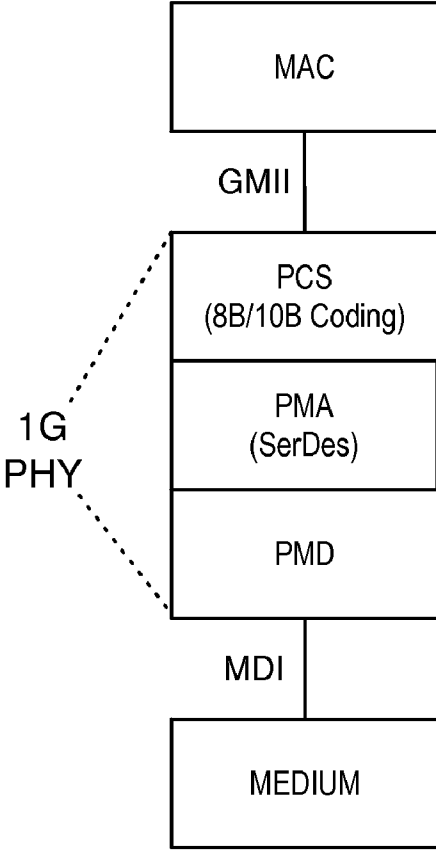 MAC
GMII
PCS
(8B/10B Coding)
PMA
(SerDes)
1G
PHY
PMD
MDI
MEDIUM